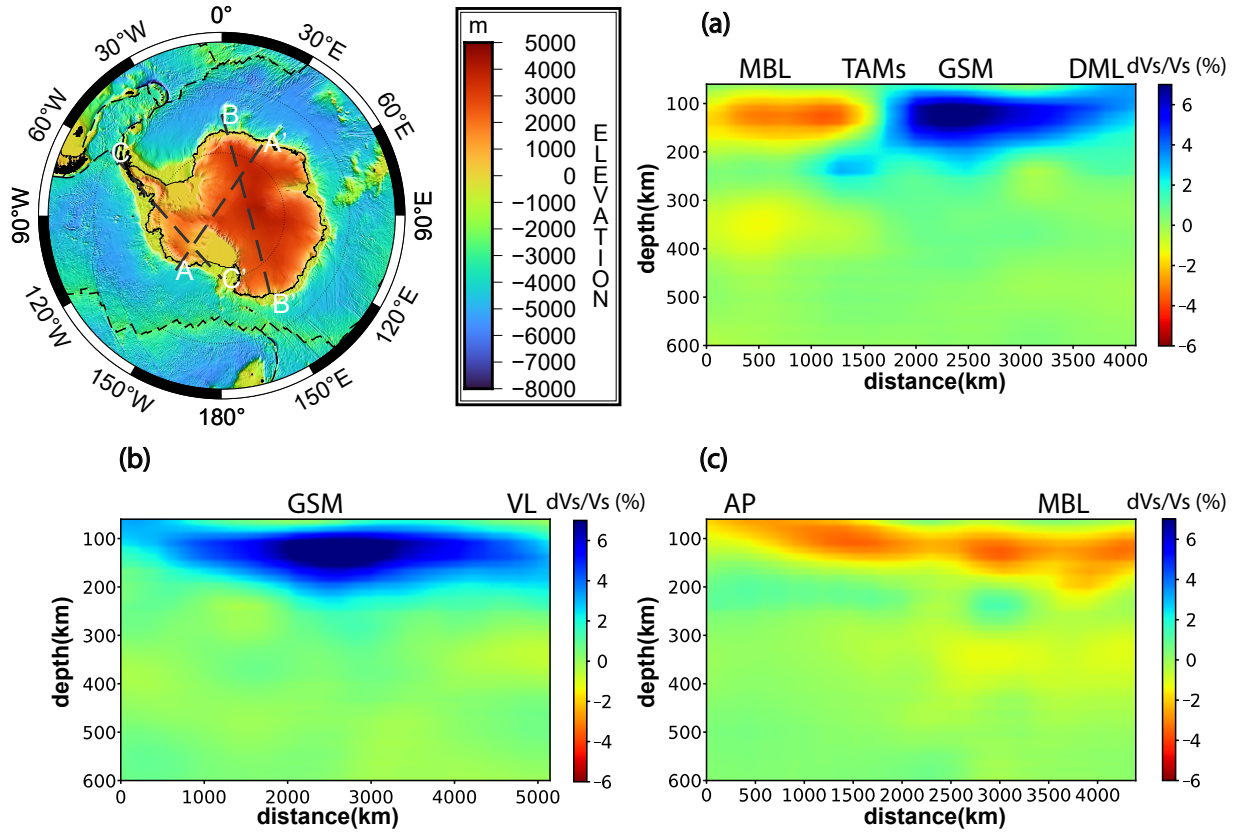 0°
30°E
60°E
90°E
120°E
150°E
180°
150°W
120°W
90°W
60°W
30°W
B
A'
C
A
C'
B'
m
5000
4000
3000
2000
1000
0
−1000
−2000
−3000
−4000
−5000
−6000
−7000
−8000
ELEVATION
(a)
MBL TAMs GSM DML dVs/Vs (%)
100
200
300
400
500
600
depth(km)
0 500 1000 1500 2000 2500 3000 3500 4000
distance(km)
6
4
2
0
−2
−4
−6
(b)
GSM VL dVs/Vs (%)
100
200
300
400
500
600
depth(km)
0 1000 2000 3000 4000 5000
distance(km)
6
4
2
0
−2
−4
−6
(c)
AP MBL dVs/Vs (%)
100
200
300
400
500
600
depth(km)
0 500 1000 1500 2000 2500 3000 3500 4000
distance(km)
6
4
2
0
−2
−4
−6